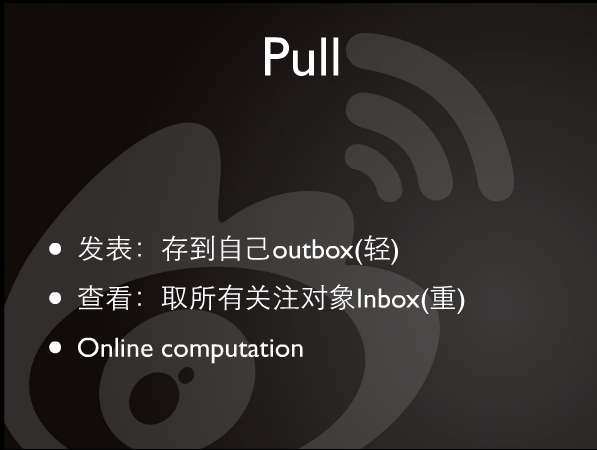 Pull
• 发表：存到自己outbox(轻)
• 查看：取所有关注对象Inbox(重)
• Online computation